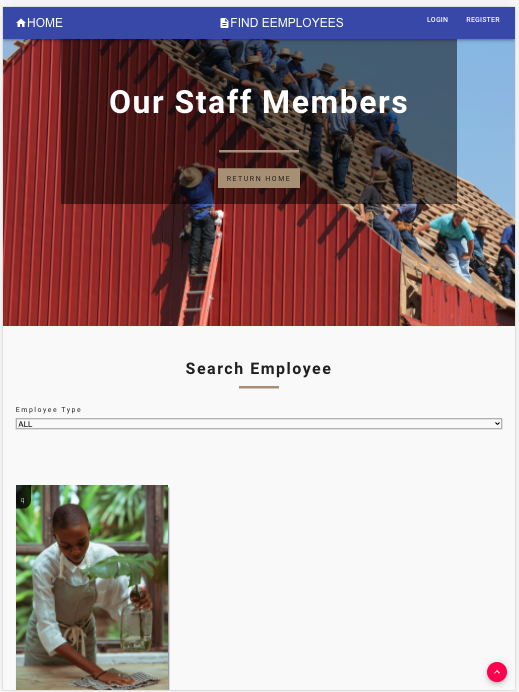 HOME
FIND EEMPLOYEES
LOGIN
REGISTER
Our Staff Members
RETURN HOME
Search Employee
Employee Type
ALL